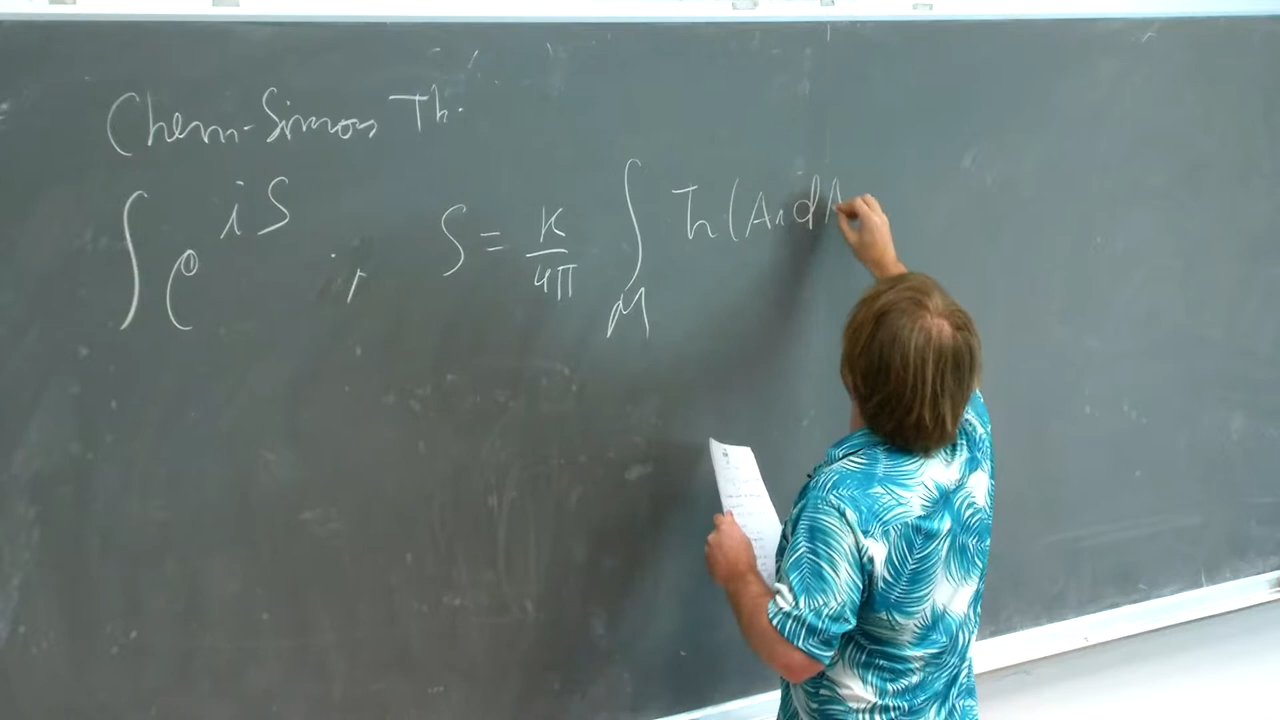 Chern-Simons Th.
∫ e^{iS} ; S = K/4π ∫_M Tr(A∧dA